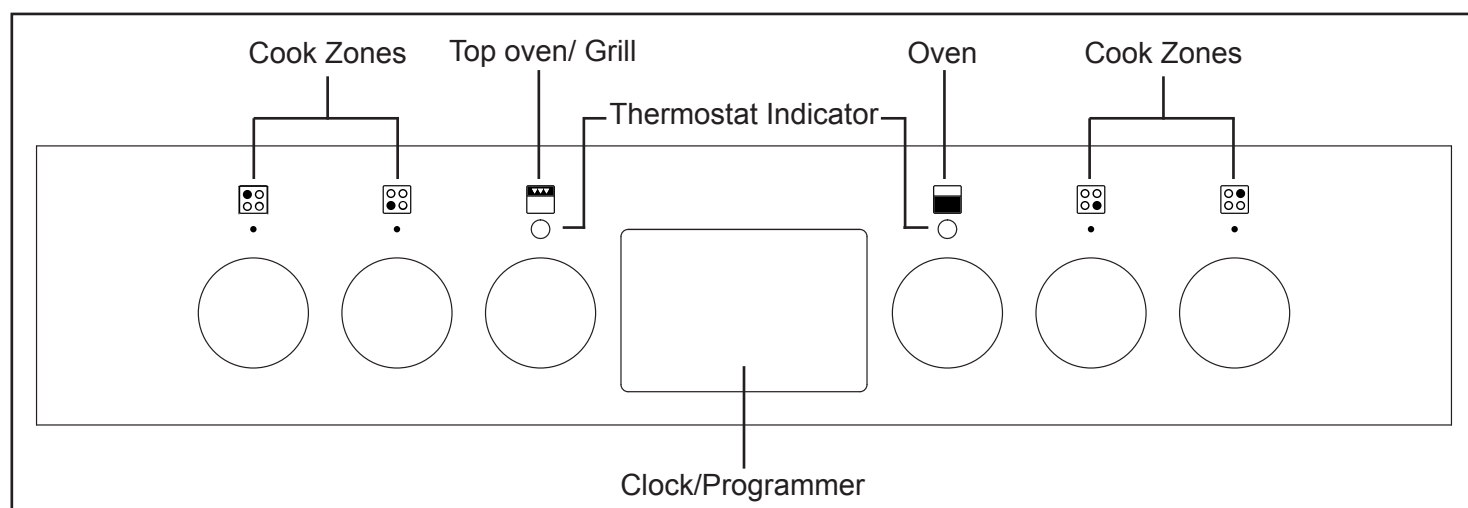 Cook Zones
Top oven/ Grill
Oven
Cook Zones
Thermostat Indicator
Clock/Programmer